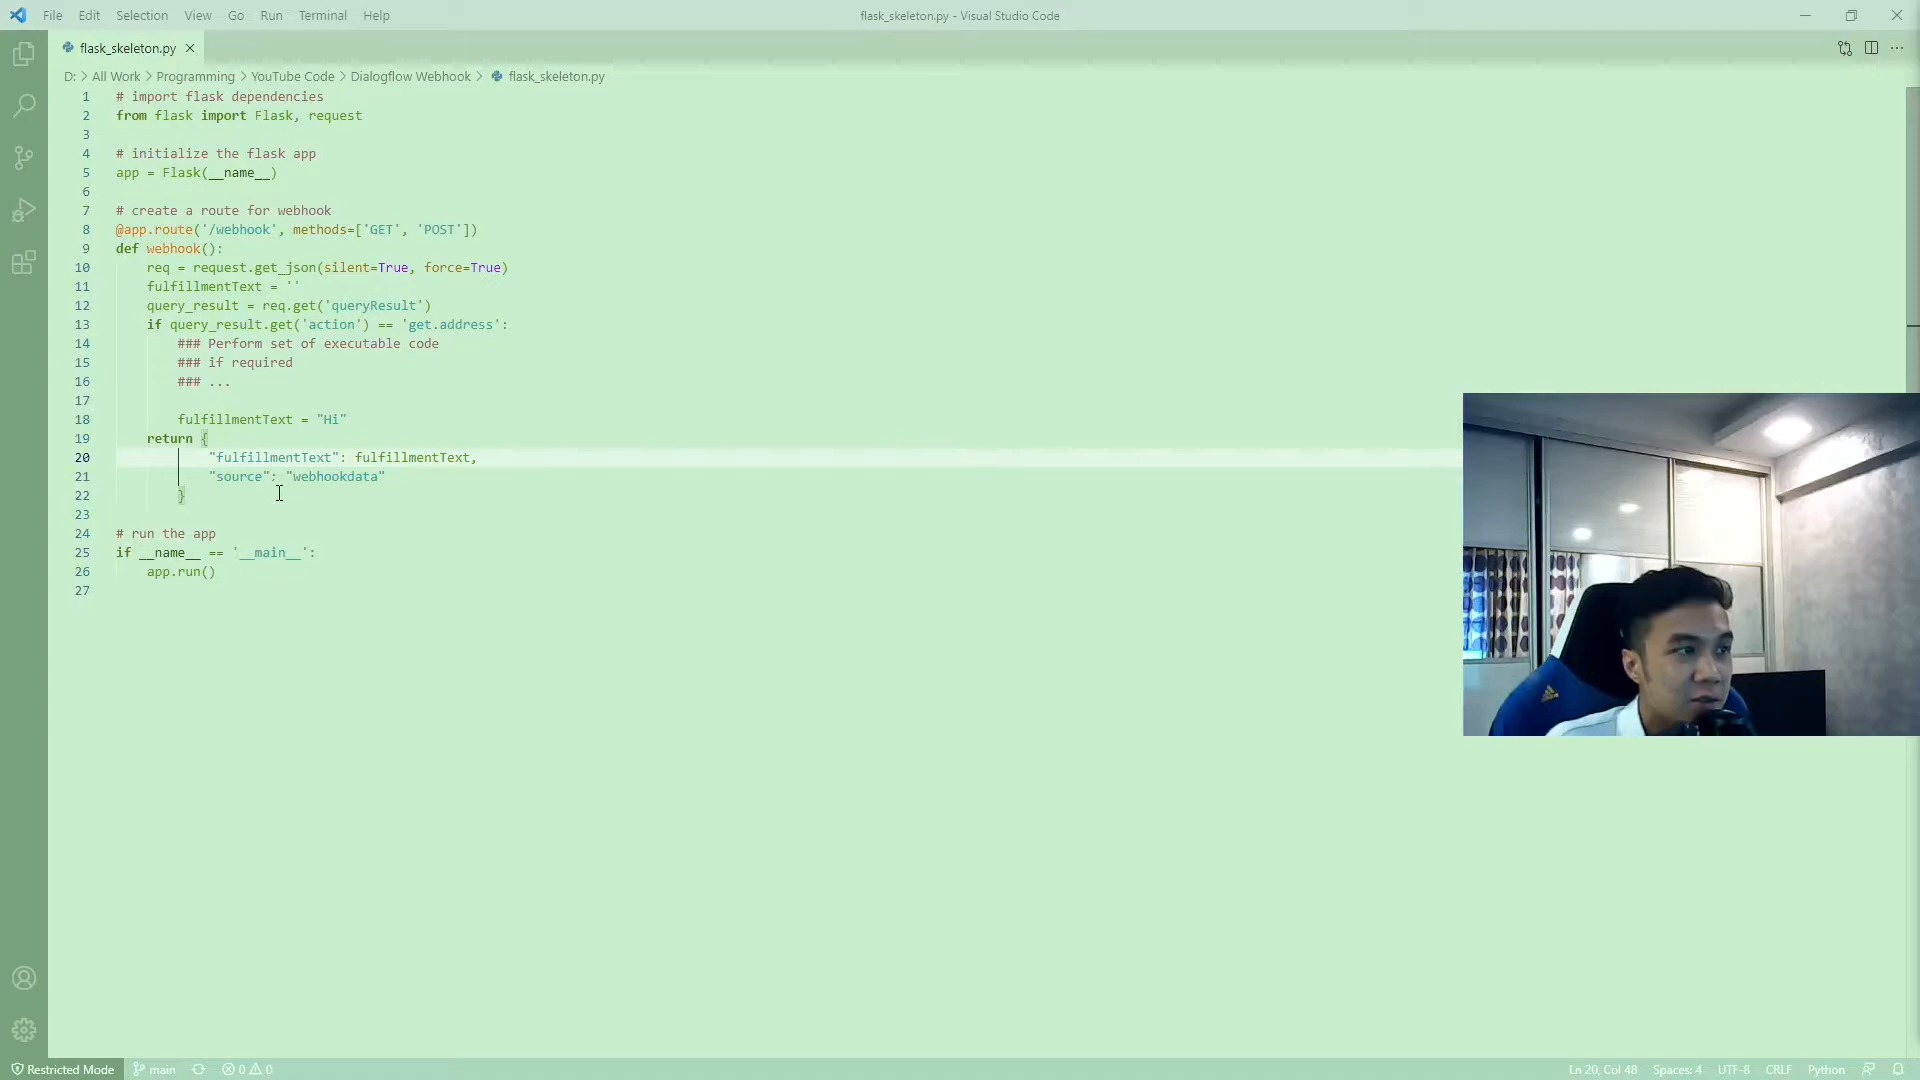 File Edit Selection View Go Run Terminal Help
flask_skeleton.py - Visual Studio Code
flask_skeleton.py
D: > All Work > Programming > YouTube Code > Dialogflow Webhook > flask_skeleton.py
1 # import flask dependencies
2 from flask import Flask, request
3
4 # initialize the flask app
5 app = Flask(__name__)
6
7 # create a route for webhook
8 @app.route('/webhook', methods=['GET', 'POST'])
9 def webhook():
10 req = request.get_json(silent=True, force=True)
11 fulfillmentText = ''
12 query_result = req.get('queryResult')
13 if query_result.get('action') == 'get.address':
14 ### Perform set of executable code
15 ### if required
16 ### ...
17
18 fulfillmentText = "Hi"
19 return {
20 "fulfillmentText": fulfillmentText,
21 "source": "webhookdata"
22 }
23
24 # run the app
25 if __name__ == '__main__':
26 app.run()
27
Restricted Mode main 0 0 Ln 20, Col 48 Spaces: 4 UTF-8 CRLF Python